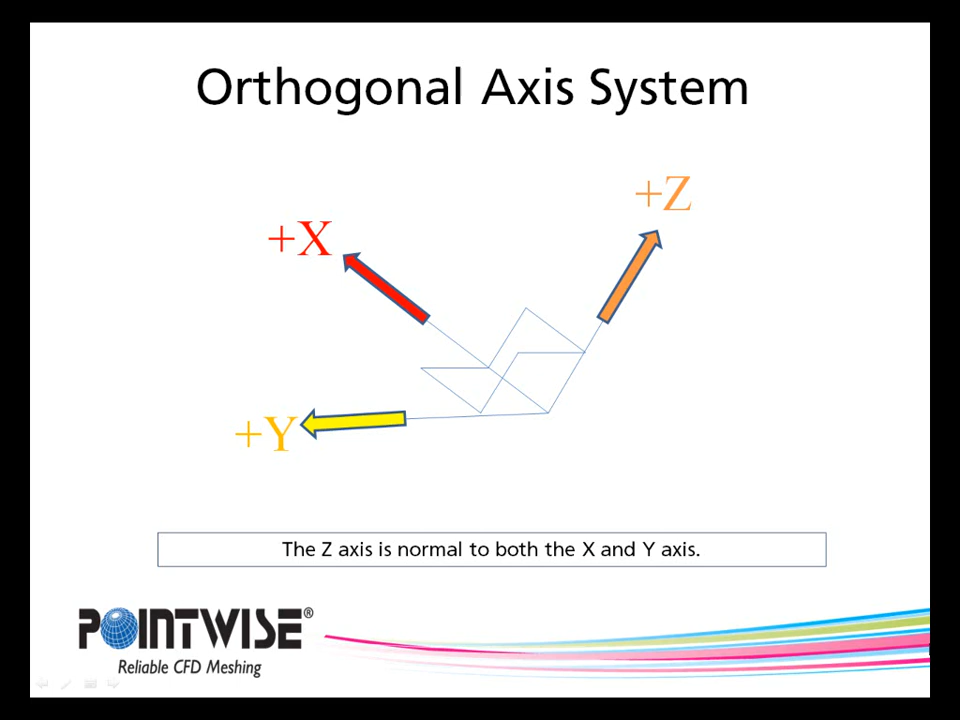 Orthogonal Axis System
+Z
+X
+Y
The Z axis is normal to both the X and Y axis.
POINTWISE®
Reliable CFD Meshing